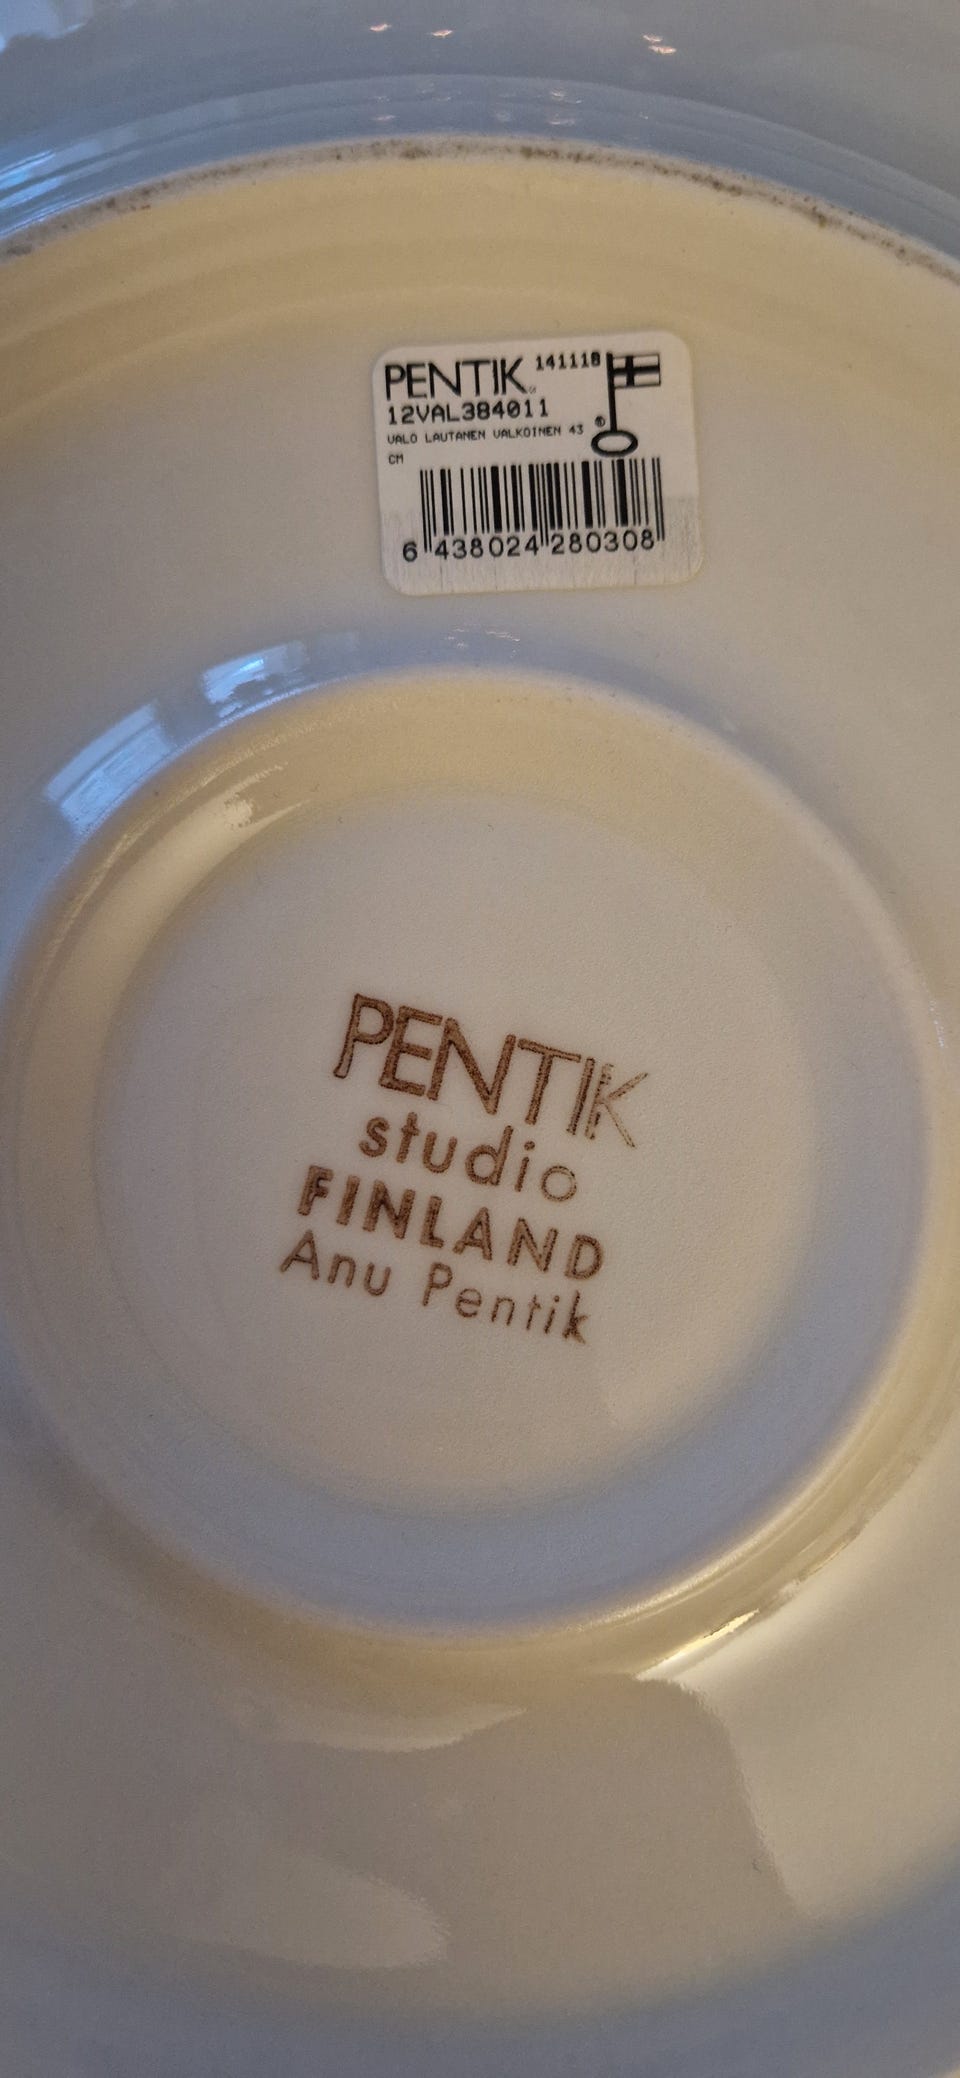 PENTIK 141118
12VAL384011
VALO LAUTANEN VALKOINEN 43
CM
6 438024 280308
PENTIK
studio
FINLAND
Anu Pentik